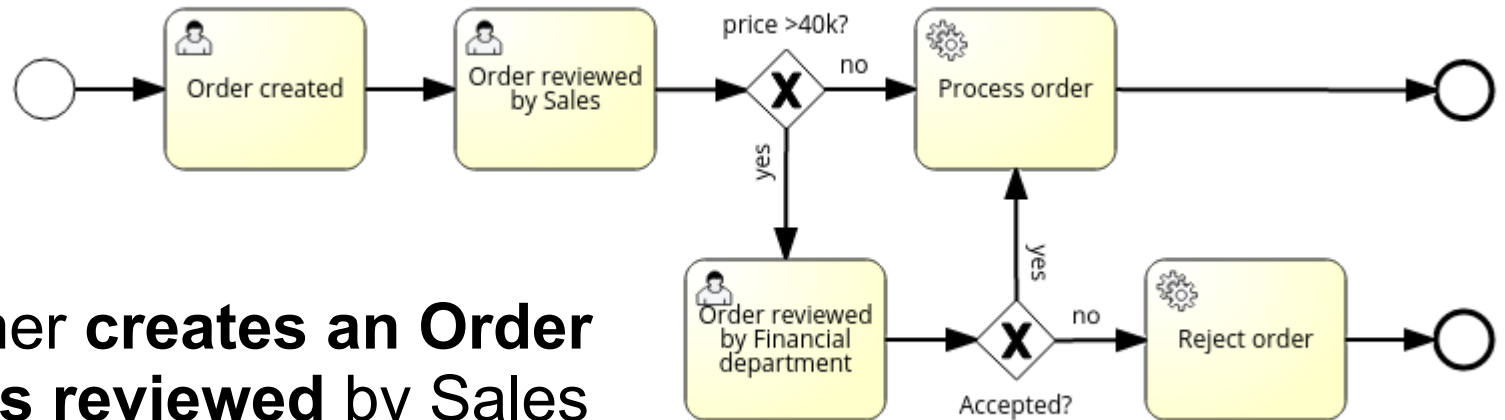 price >40k?
Order created
Order reviewed
by Sales
X
no
Process order
yes
Order reviewed
by Financial
department
X
yes
no
Reject order
Accepted?
creates an Order
reviewed by Sales